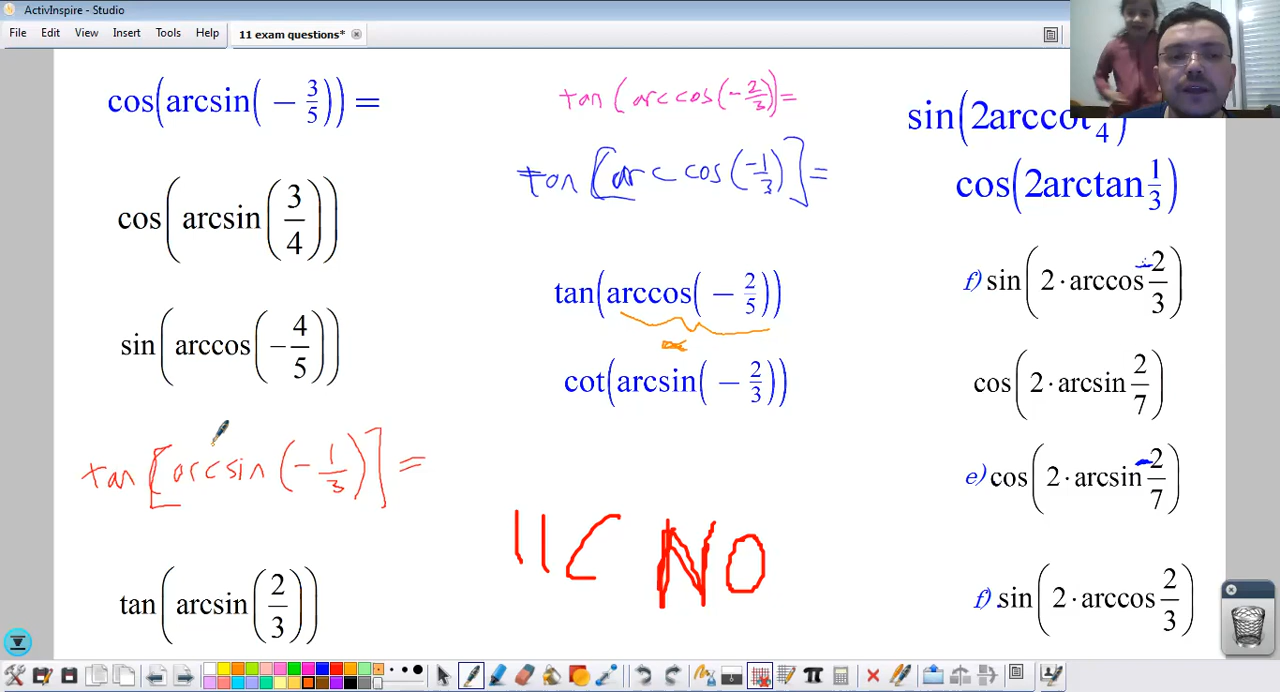 ActivInspire - Studio
File Edit View Insert Tools Help 11 exam questions*
cos(arcsin(−3/5))=
cos(arcsin(3/4))
sin(arccos(−4/5))
tan[arcsin(−1/3)]=
tan(arcsin(2/3))
tan(arccos(−2/3))=
tan[arccos(−1/3)]=
tan(arccos(−2/5))
cot(arcsin(−2/3))
11C NO
sin(2arccot 4)
cos(2arctan 1/3)
f) sin(2·arccos −2/3)
cos(2·arcsin 2/7)
e) cos(2·arcsin −2/7)
f) sin(2·arccos 2/3)